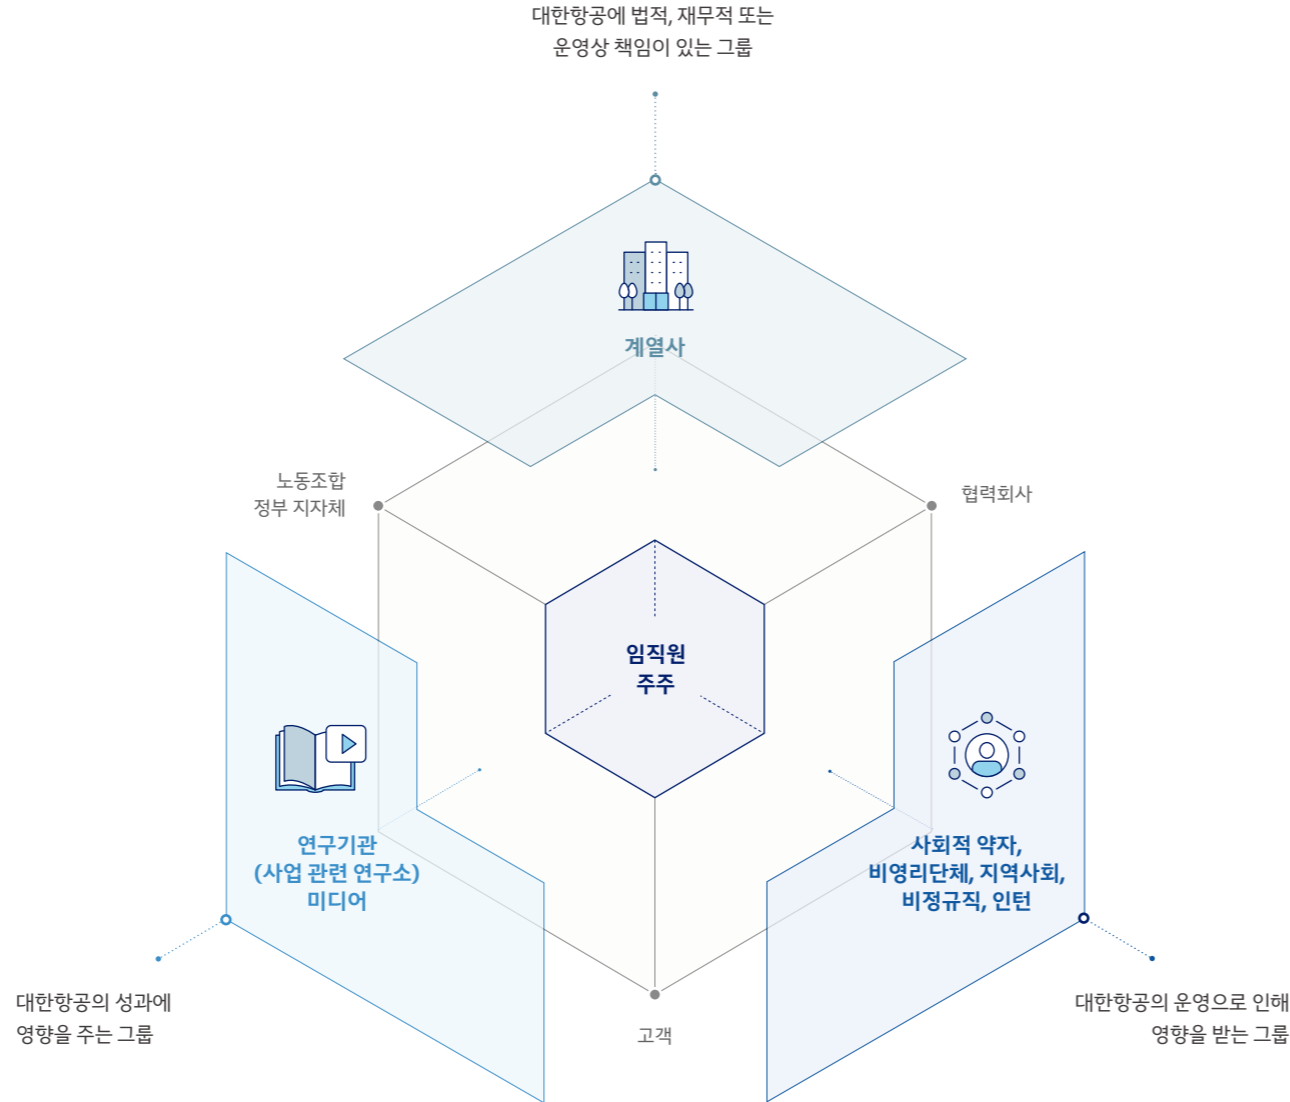 대한항공에 법적, 재무적 또는
운영상 책임이 있는 그룹
계열사
노동조합
정부 지자체
협력회사
임직원
주주
연구기관
(사업 관련 연구소)
미디어
사회적 약자,
비영리단체, 지역사회,
비정규직, 인턴
대한항공의 성과에
영향을 주는 그룹
고객
대한항공의 운영으로 인해
영향을 받는 그룹